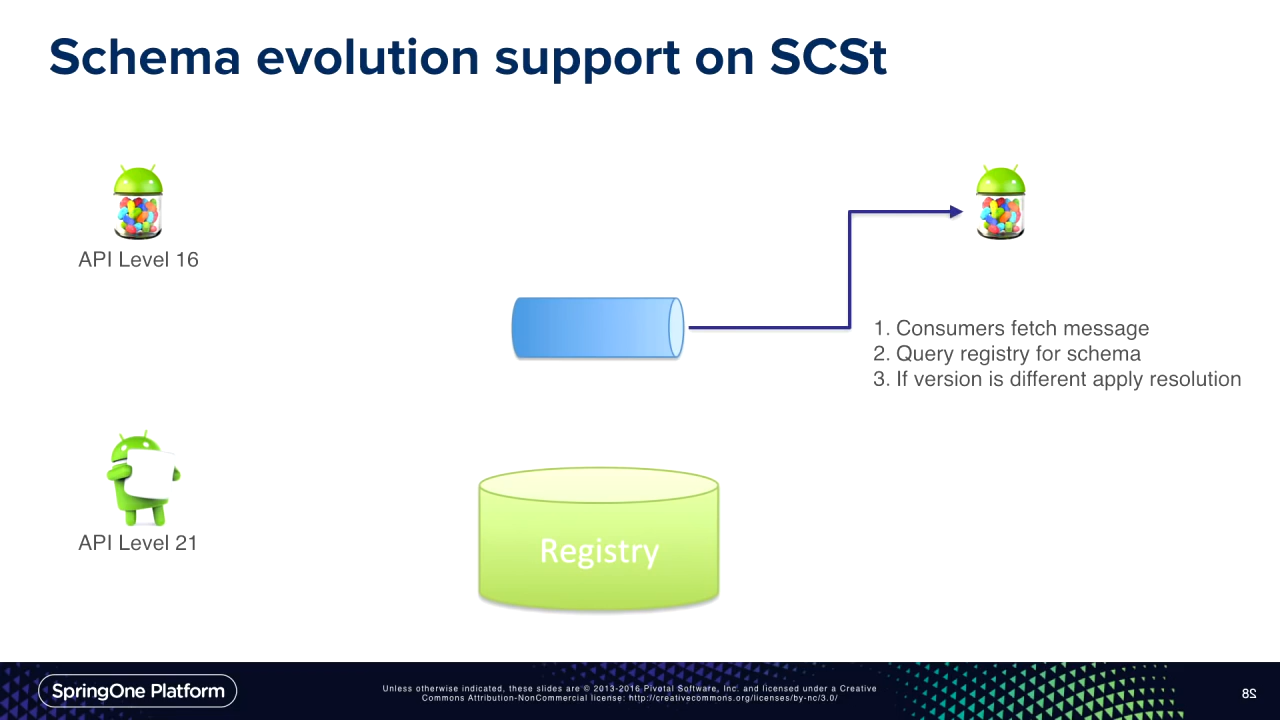 Schema evolution support on SCSt
API Level 16
1. Consumers fetch message
2. Query registry for schema
3. If version is different apply resolution
API Level 21
Registry
SpringOne Platform
Unless otherwise indicated, these slides are © 2013-2016 Pivotal Software, Inc. and licensed under a Creative
Commons Attribution-NonCommercial license: http://creativecommons.org/licenses/by-nc/3.0/
28